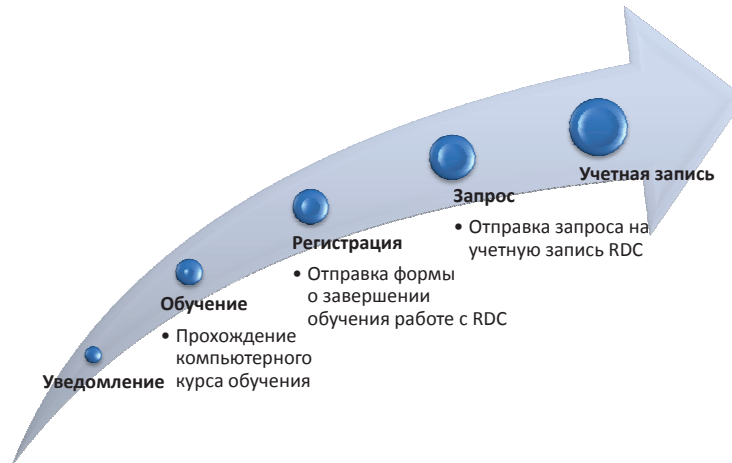 Уведомление
Обучение
• Прохождение
компьютерного
курса обучения
Регистрация
• Отправка формы
о завершении
обучения работе с RDC
Запрос
• Отправка запроса на
учетную запись RDC
Учетная запись